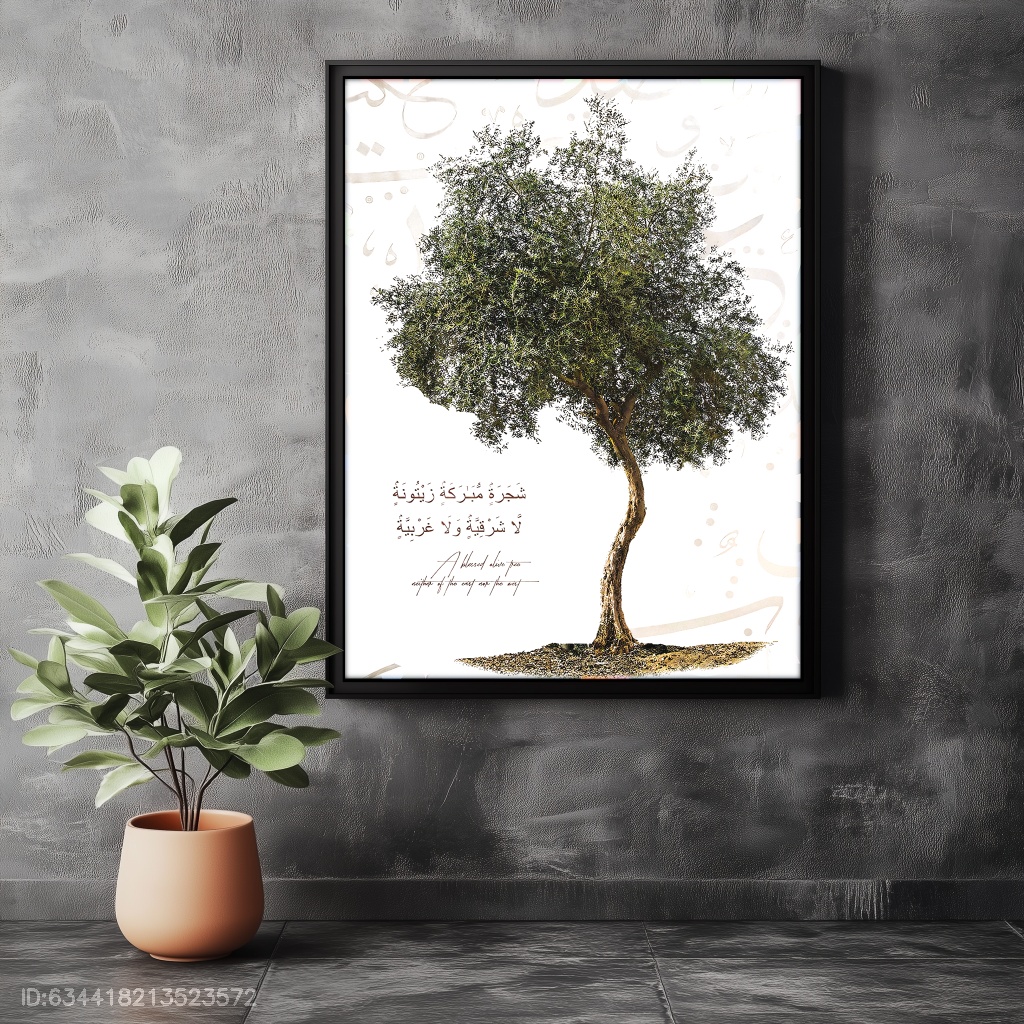 شَجَرَةٍ مُّبَـٰرَكَةٍ زَيْتُونَةٍ
لَّا شَرْقِيَّةٍ وَلَا غَرْبِيَّةٍ
A blessed olive tree
neither of the east nor the west
ID:634418213523572